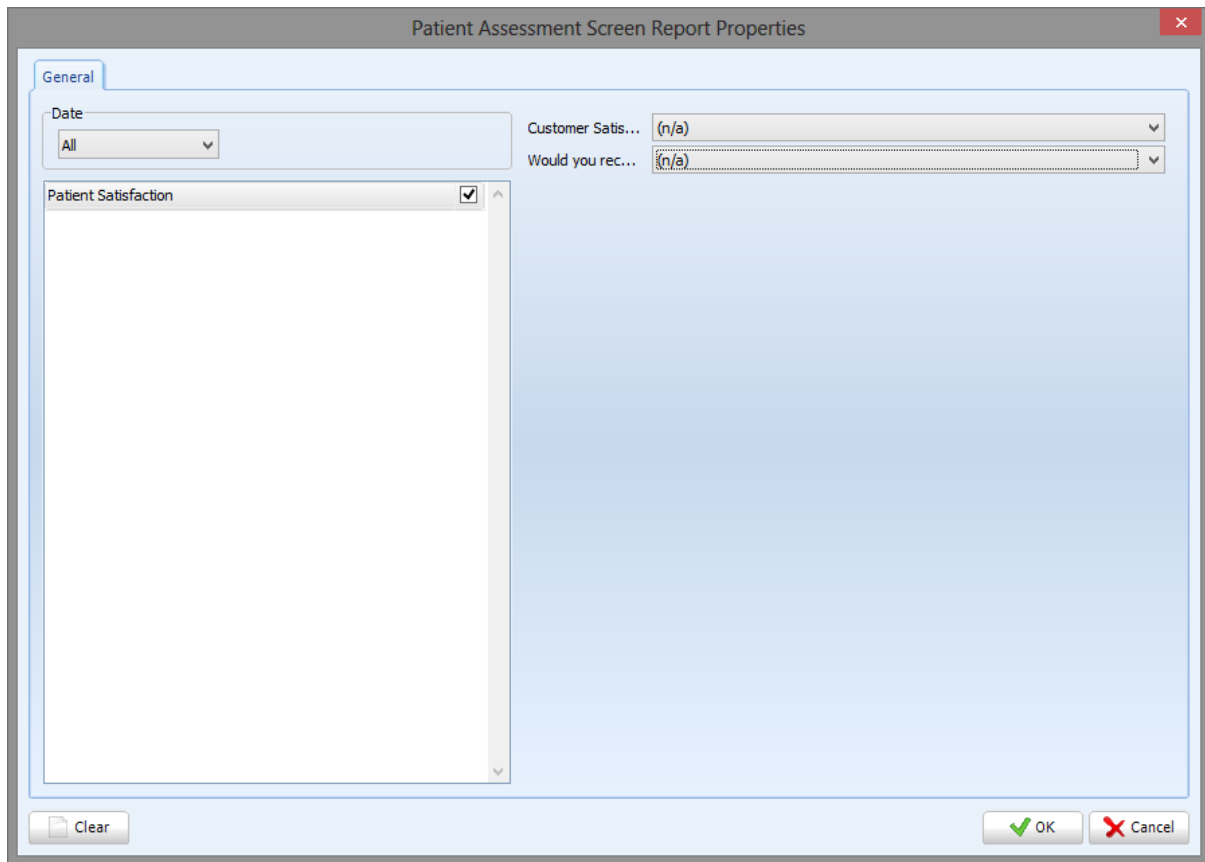 Patient Assessment Screen Report Properties
General
Date
All
Customer Satis... (n/a)
Would you rec... (n/a)
Patient Satisfaction
Clear
OK
Cancel